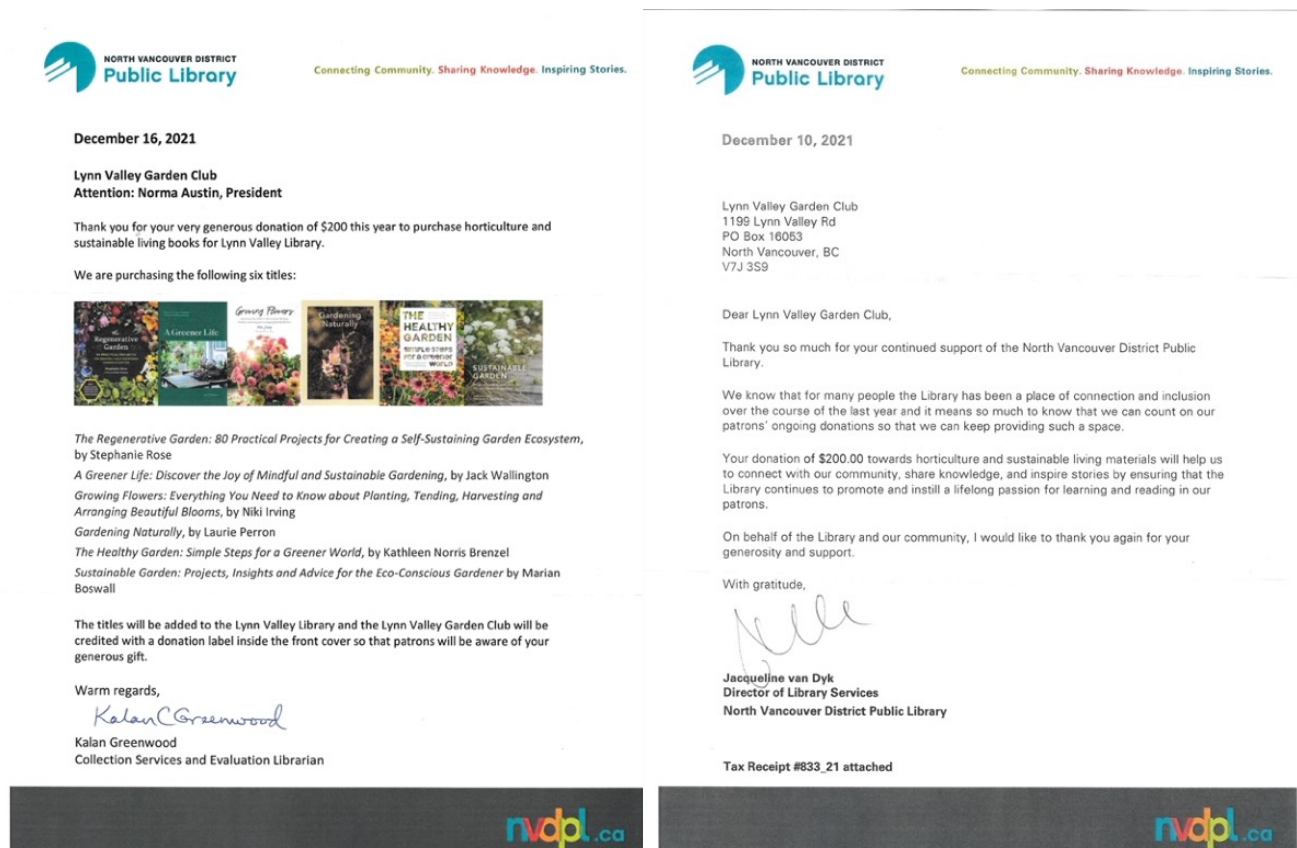 NORTH VANCOUVER DISTRICT
Public Library
Connecting Community. Sharing Knowledge. Inspiring Stories.
December 16, 2021
Lynn Valley Garden Club
Attention: Norma Austin, President
Thank you for your very generous donation of $200 this year to purchase horticulture and
sustainable living books for Lynn Valley Library.
We are purchasing the following six titles:
The
Regenerative
Garden
A Greener Life
Growing Flowers
Gardening
Naturally
THE
HEALTHY
GARDEN
SIMPLE STEPS
FOR A GREENER
WORLD
SUSTAINABLE
GARDEN
The Regenerative Garden: 80 Practical Projects for Creating a Self-Sustaining Garden Ecosystem,
by Stephanie Rose
A Greener Life: Discover the Joy of Mindful and Sustainable Gardening, by Jack Wallington
Growing Flowers: Everything You Need to Know about Planting, Tending, Harvesting and
Arranging Beautiful Blooms, by Niki Irving
Gardening Naturally, by Laurie Perron
The Healthy Garden: Simple Steps for a Greener World, by Kathleen Norris Brenzel
Sustainable Garden: Projects, Insights and Advice for the Eco-Conscious Gardener by Marian
Boswall
The titles will be added to the Lynn Valley Library and the Lynn Valley Garden Club will be
credited with a donation label inside the front cover so that patrons will be aware of your
generous gift.
Warm regards,
Kalan C Greenwood
Kalan Greenwood
Collection Services and Evaluation Librarian
nvdpl.ca
NORTH VANCOUVER DISTRICT
Public Library
Connecting Community. Sharing Knowledge. Inspiring Stories.
December 10, 2021
Lynn Valley Garden Club
1199 Lynn Valley Rd
PO Box 16053
North Vancouver, BC
V7J 3S9
Dear Lynn Valley Garden Club,
Thank you so much for your continued support of the North Vancouver District Public
Library.
We know that for many people the Library has been a place of connection and inclusion
over the course of the last year and it means so much to know that we can count on our
patrons' ongoing donations so that we can keep providing such a space.
Your donation of $200.00 towards horticulture and sustainable living materials will help us
to connect with our community, share knowledge, and inspire stories by ensuring that the
Library continues to promote and instill a lifelong passion for learning and reading in our
patrons.
On behalf of the Library and our community, I would like to thank you again for your
generosity and support.
With gratitude,
Jacqueline van Dyk
Director of Library Services
North Vancouver District Public Library
Tax Receipt #833_21 attached
nvdpl.ca